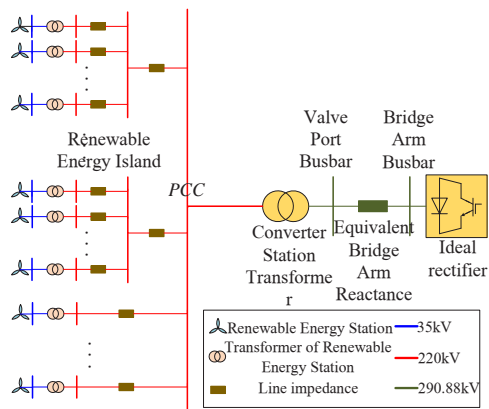 Renewable
Energy Island
PCC
Valve
Port
Busbar
Bridge
Arm
Busbar
Converter
Station
Transforme
r
Equivalent
Bridge
Arm
Reactance
Ideal
rectifier
Renewable Energy Station
Transformer of Renewable
Energy Station
Line impedance
35kV
220kV
290.88kV